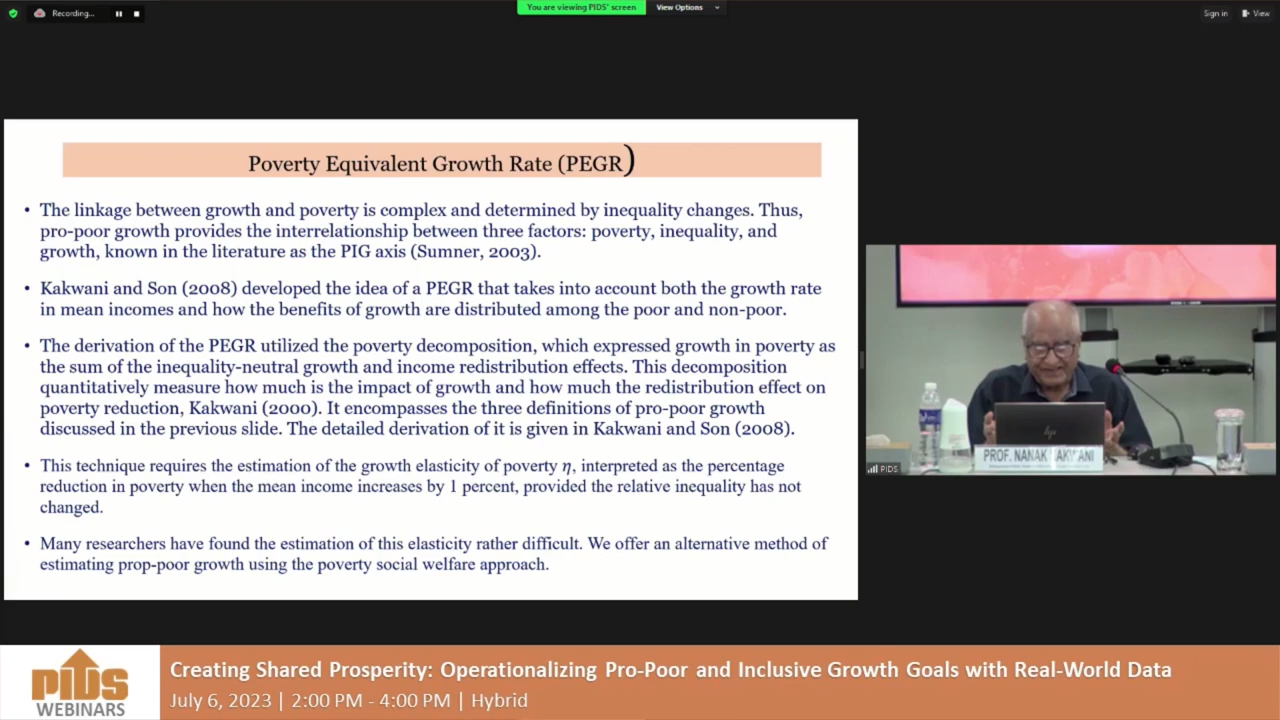 Recording...
You are viewing PIDS' screen
View Options
Sign in
View
Poverty Equivalent Growth Rate (PEGR)
• The linkage between growth and poverty is complex and determined by inequality changes. Thus,
pro-poor growth provides the interrelationship between three factors: poverty, inequality, and
growth, known in the literature as the PIG axis (Sumner, 2003).
• Kakwani and Son (2008) developed the idea of a PEGR that takes into account both the growth rate
in mean incomes and how the benefits of growth are distributed among the poor and non-poor.
• The derivation of the PEGR utilized the poverty decomposition, which expressed growth in poverty as
the sum of the inequality-neutral growth and income redistribution effects. This decomposition
quantitatively measure how much is the impact of growth and how much the redistribution effect on
poverty reduction, Kakwani (2000). It encompasses the three definitions of pro-poor growth
discussed in the previous slide. The detailed derivation of it is given in Kakwani and Son (2008).
• This technique requires the estimation of the growth elasticity of poverty η, interpreted as the percentage
reduction in poverty when the mean income increases by 1 percent, provided the relative inequality has not
changed.
• Many researchers have found the estimation of this elasticity rather difficult. We offer an alternative method of
estimating prop-poor growth using the poverty social welfare approach.
hp
PROF. NANAK KAKWANI
PIDS
PIDS
WEBINARS
Creating Shared Prosperity: Operationalizing Pro-Poor and Inclusive Growth Goals with Real-World Data
July 6, 2023 | 2:00 PM - 4:00 PM | Hybrid